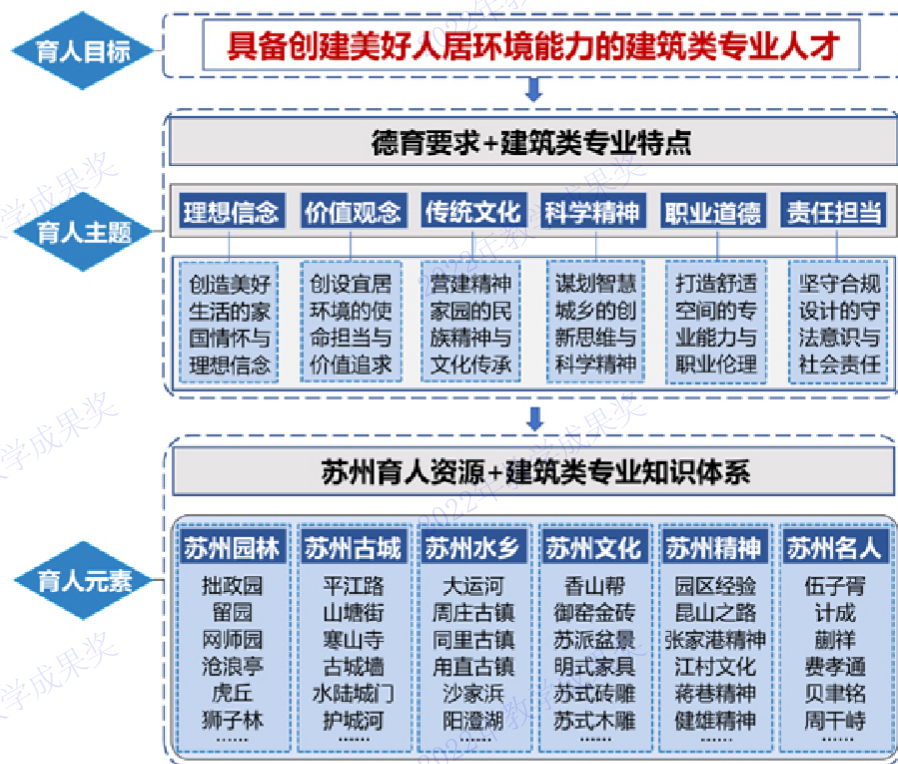 育人目标
具备创建美好人居环境能力的建筑类专业人才
育人主题
德育要求+建筑类专业特点
理想信念
创造美好
生活的家
国情怀与
理想信念
价值观念
创设宜居
环境的使
命担当与
价值追求
传统文化
营建精神
家园的民
族精神与
文化传承
科学精神
谋划智慧
城乡的创
新思维与
科学精神
职业道德
打造舒适
空间的专
业能力与
职业伦理
责任担当
坚守合规
设计的守
法意识与
社会责任
育人元素
苏州育人资源+建筑类专业知识体系
苏州园林
拙政园
留园
网师园
沧浪亭
虎丘
狮子林
……
苏州古城
平江路
山塘街
寒山寺
古城墙
水陆城门
护城河
……
苏州水乡
大运河
周庄古镇
同里古镇
甪直古镇
沙家浜
阳澄湖
……
苏州文化
香山帮
御窑金砖
苏派盆景
明式家具
苏式砖雕
苏式木雕
……
苏州精神
园区经验
昆山之路
张家港精神
江村文化
蒋巷精神
健雄精神
……
苏州名人
伍子胥
计成
蒯祥
费孝通
贝聿铭
周干峙
……
2022年教学成果奖